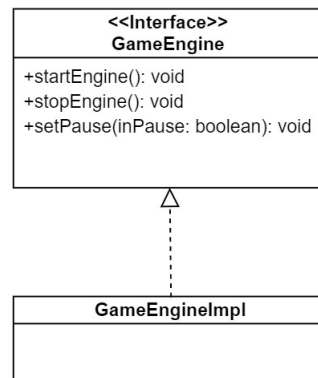 <<Interface>>
GameEngine
+startEngine(): void
+stopEngine(): void
+setPause(inPause: boolean): void
GameEngineImpl